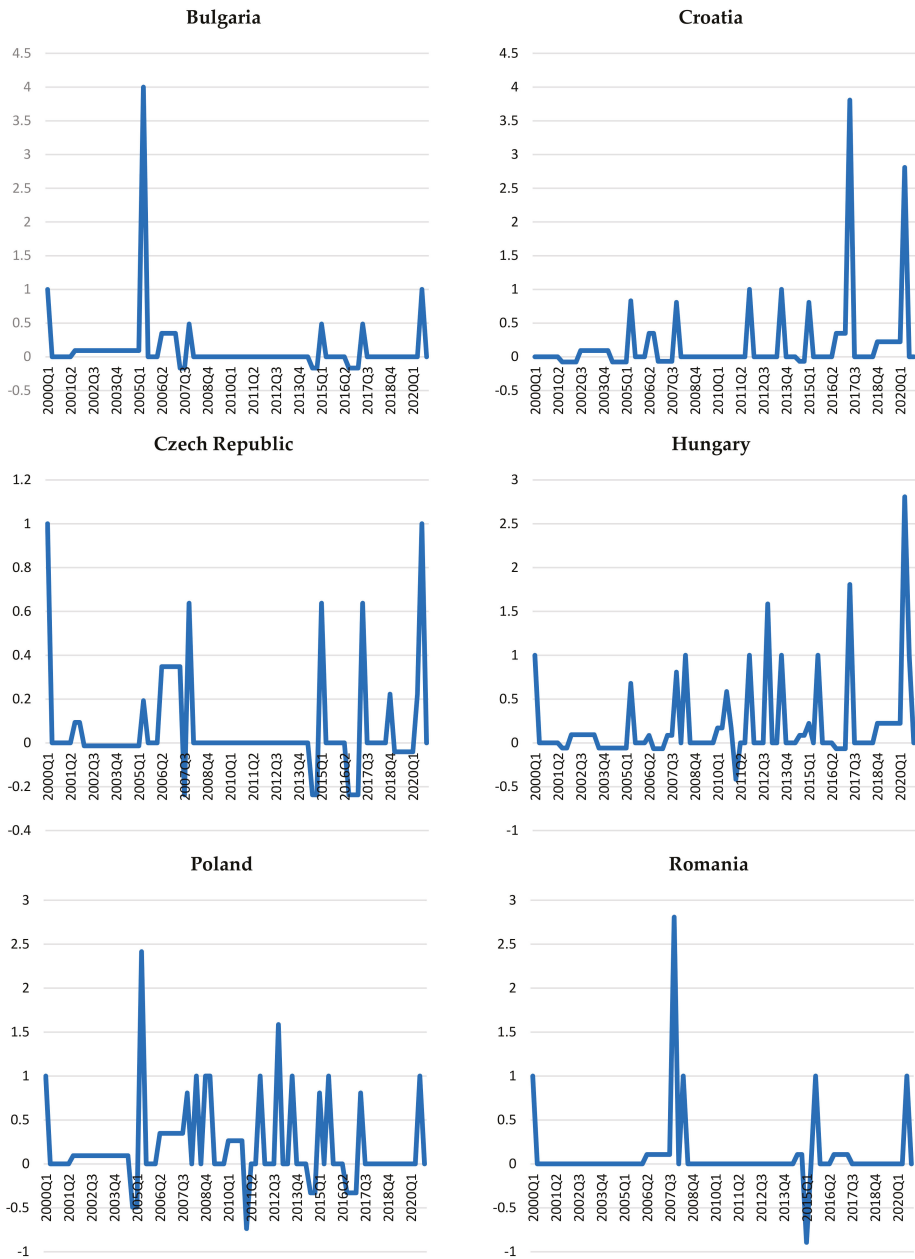 Bulgaria
4.5
4
3.5
3
2.5
2
1.5
1
0.5
0
-0.5
2000Q1
2001Q2
2002Q3
2003Q4
2005Q1
2006Q2
2007Q3
2008Q4
2010Q1
2011Q2
2012Q3
2013Q4
2015Q1
2016Q2
2017Q3
2018Q4
2020Q1
Croatia
4.5
4
3.5
3
2.5
2
1.5
1
0.5
0
-0.5
2000Q1
2001Q2
2002Q3
2003Q4
2005Q1
2006Q2
2007Q3
2008Q4
2010Q1
2011Q2
2012Q3
2013Q4
2015Q1
2016Q2
2017Q3
2018Q4
2020Q1
Czech Republic
1.2
1
0.8
0.6
0.4
0.2
0
-0.2
-0.4
2000Q1
2001Q2
2002Q3
2003Q4
2005Q1
2006Q2
2007Q3
2008Q4
2010Q1
2011Q2
2012Q3
2013Q4
2015Q1
2016Q2
2017Q3
2018Q4
2020Q1
Hungary
3
2.5
2
1.5
1
0.5
0
-0.5
-1
2000Q1
2001Q2
2002Q3
2003Q4
2005Q1
2006Q2
2007Q3
2008Q4
2010Q1
2011Q2
2012Q3
2013Q4
2015Q1
2016Q2
2017Q3
2018Q4
2020Q1
Poland
3
2.5
2
1.5
1
0.5
0
-0.5
-1
2000Q1
2001Q2
2002Q3
2003Q4
2005Q1
2006Q2
2007Q3
2008Q4
2010Q1
2011Q2
2012Q3
2013Q4
2015Q1
2016Q2
2017Q3
2018Q4
2020Q1
Romania
3
2.5
2
1.5
1
0.5
0
-0.5
-1
2000Q1
2001Q2
2002Q3
2003Q4
2005Q1
2006Q2
2007Q3
2008Q4
2010Q1
2011Q2
2012Q3
2013Q4
2015Q1
2016Q2
2017Q3
2018Q4
2020Q1